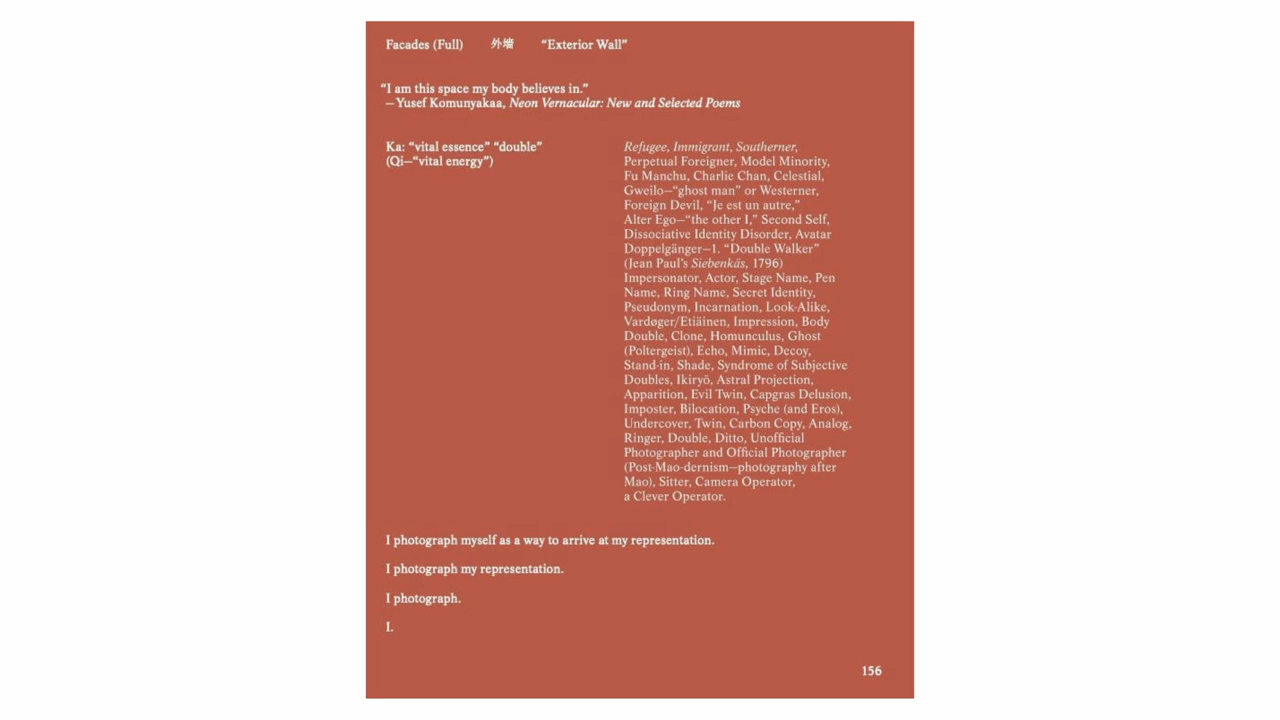 Facades (Full) 外墙 “Exterior Wall”
“I am this space my body believes in.”
—Yusef Komunyakaa, Neon Vernacular: New and Selected Poems
Ka: “vital essence” “double”
(Qi—“vital energy”)
Refugee, Immigrant, Southerner,
Perpetual Foreigner, Model Minority,
Fu Manchu, Charlie Chan, Celestial,
Gweilo—“ghost man” or Westerner,
Foreign Devil, “Je est un autre,”
Alter Ego—“the other I,” Second Self,
Dissociative Identity Disorder, Avatar
Doppelgänger—1. “Double Walker”
(Jean Paul’s Siebenkäs, 1796)
Impersonator, Actor, Stage Name, Pen
Name, Ring Name, Secret Identity,
Pseudonym, Incarnation, Look-Alike,
Vardøger/Etiäinen, Impression, Body
Double, Clone, Homunculus, Ghost
(Poltergeist), Echo, Mimic, Decoy,
Stand-in, Shade, Syndrome of Subjective
Doubles, Ikiryō, Astral Projection,
Apparition, Evil Twin, Capgras Delusion,
Imposter, Bilocation, Psyche (and Eros),
Undercover, Twin, Carbon Copy, Analog,
Ringer, Double, Ditto, Unofficial
Photographer and Official Photographer
(Post-Mao-dernism—photography after
Mao), Sitter, Camera Operator,
a Clever Operator.
I photograph myself as a way to arrive at my representation.
I photograph my representation.
I photograph.
I.
156